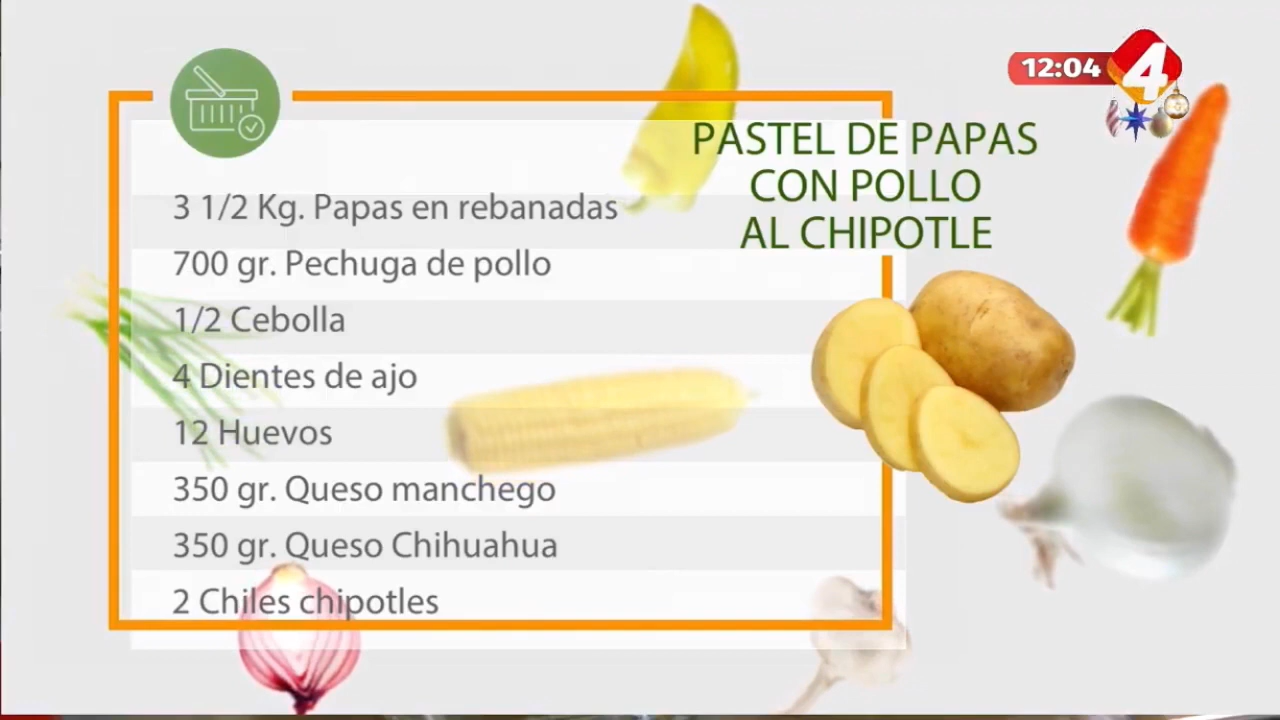 12:04
4
PASTEL DE PAPAS
CON POLLO
AL CHIPOTLE
3 1/2 Kg. Papas en rebanadas
700 gr. Pechuga de pollo
1/2 Cebolla
4 Dientes de ajo
12 Huevos
350 gr. Queso manchego
350 gr. Queso Chihuahua
2 Chiles chipotles